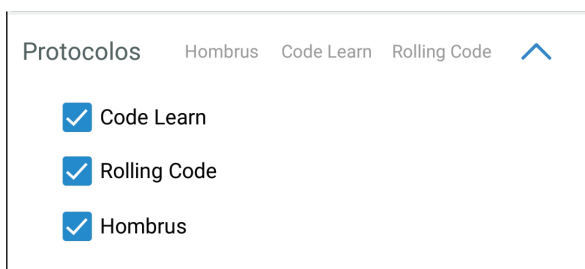 Protocolos Hombrus Code Learn Rolling Code
Code Learn
Rolling Code
Hombrus